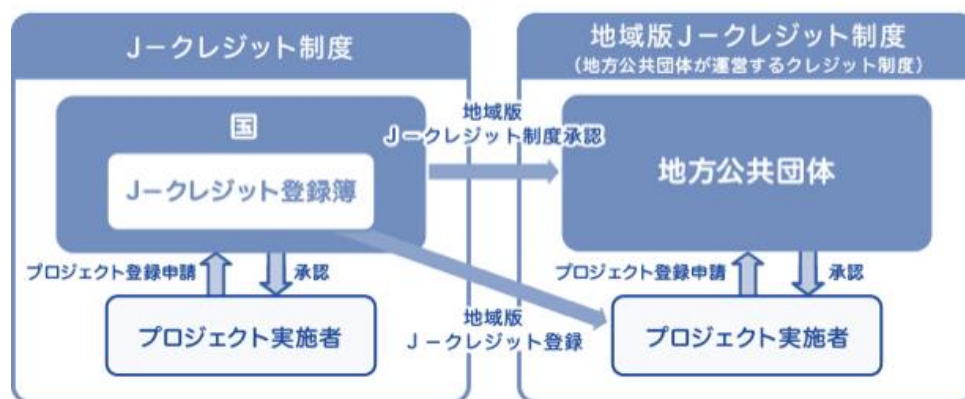 J－クレジット制度
国
J－クレジット登録簿
プロジェクト登録申請
承認
プロジェクト実施者
地域版
J－クレジット制度承認
地域版
J－クレジット登録
地域版J－クレジット制度
（地方公共団体が運営するクレジット制度）
地方公共団体
プロジェクト登録申請
承認
プロジェクト実施者